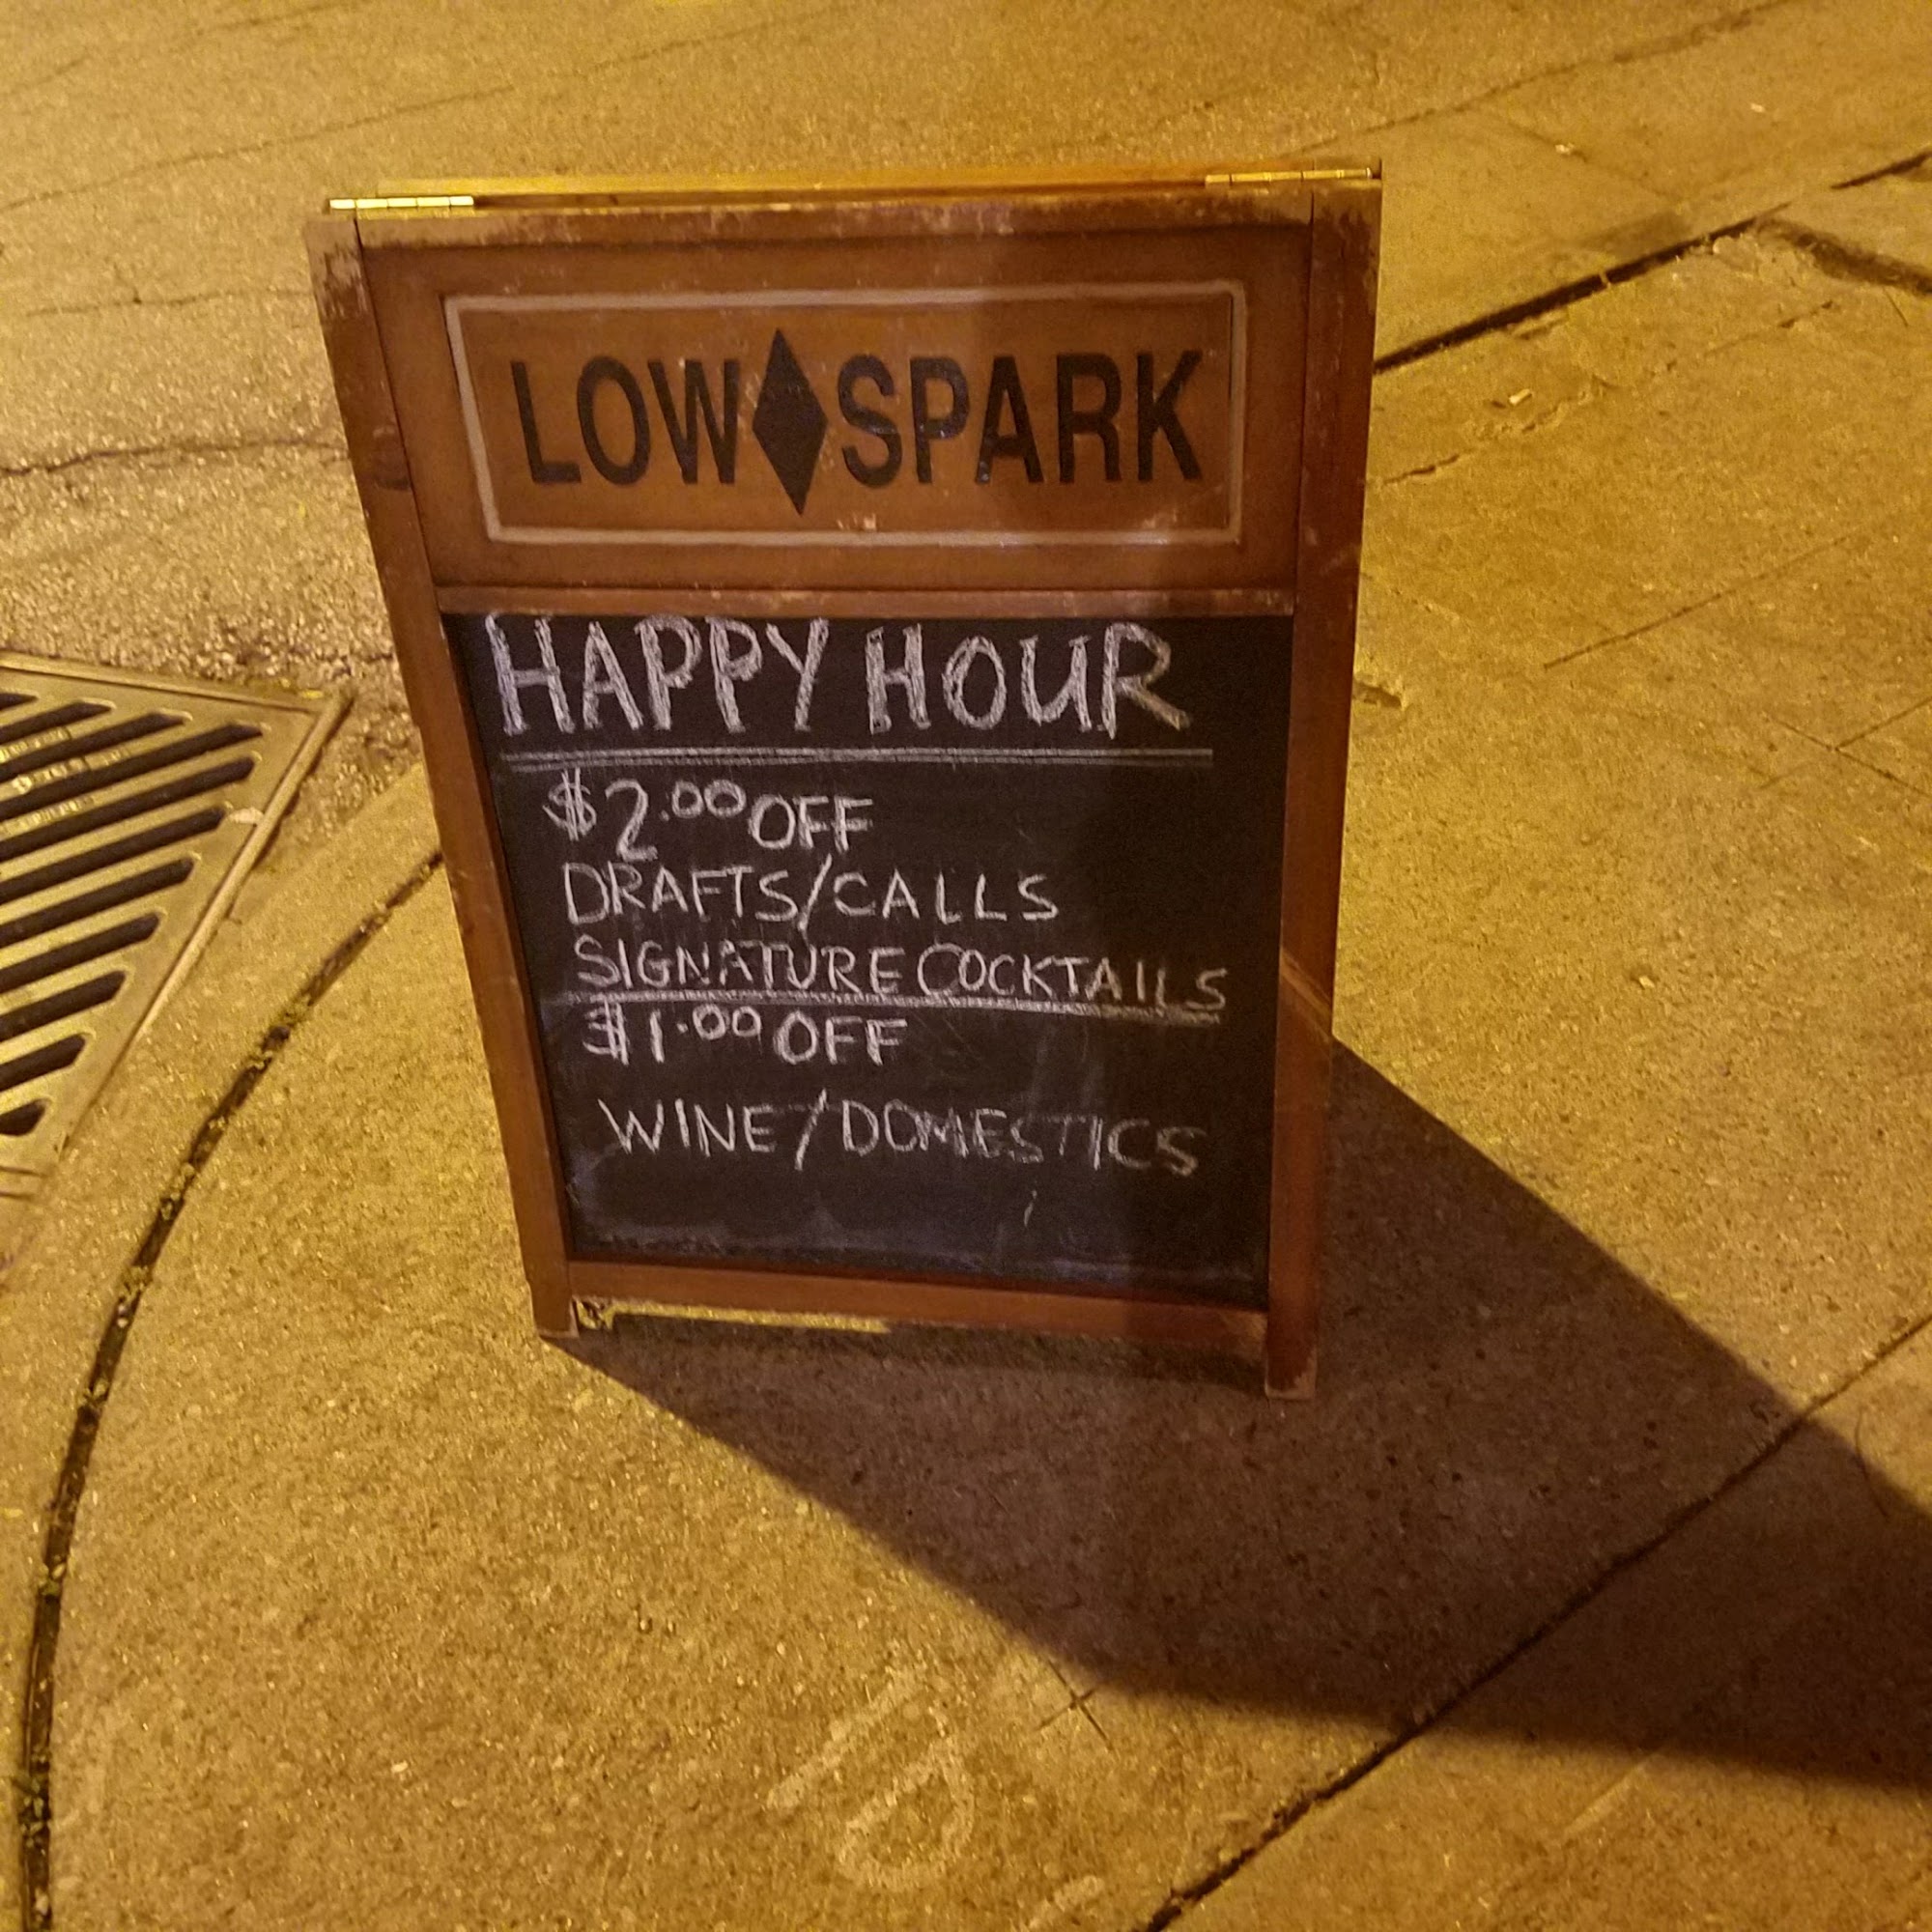 LOW♦SPARK
HAPPY HOUR
$2.00 OFF
DRAFTS/CALLS
SIGNATURE COCKTAILS
$1.00 OFF
WINE/DOMESTICS